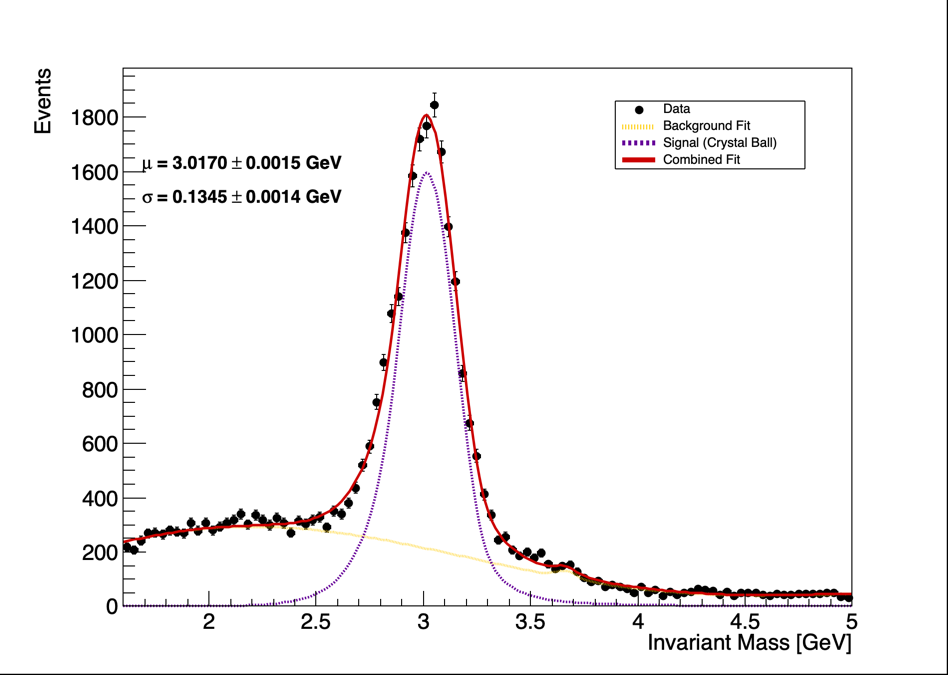 Events
1800
1600
1400
1200
1000
800
600
400
200
0
μ = 3.0170 ± 0.0015 GeV
σ = 0.1345 ± 0.0014 GeV
Data
Background Fit
Signal (Crystal Ball)
Combined Fit
2 2.5 3 3.5 4 4.5 5
Invariant Mass [GeV]